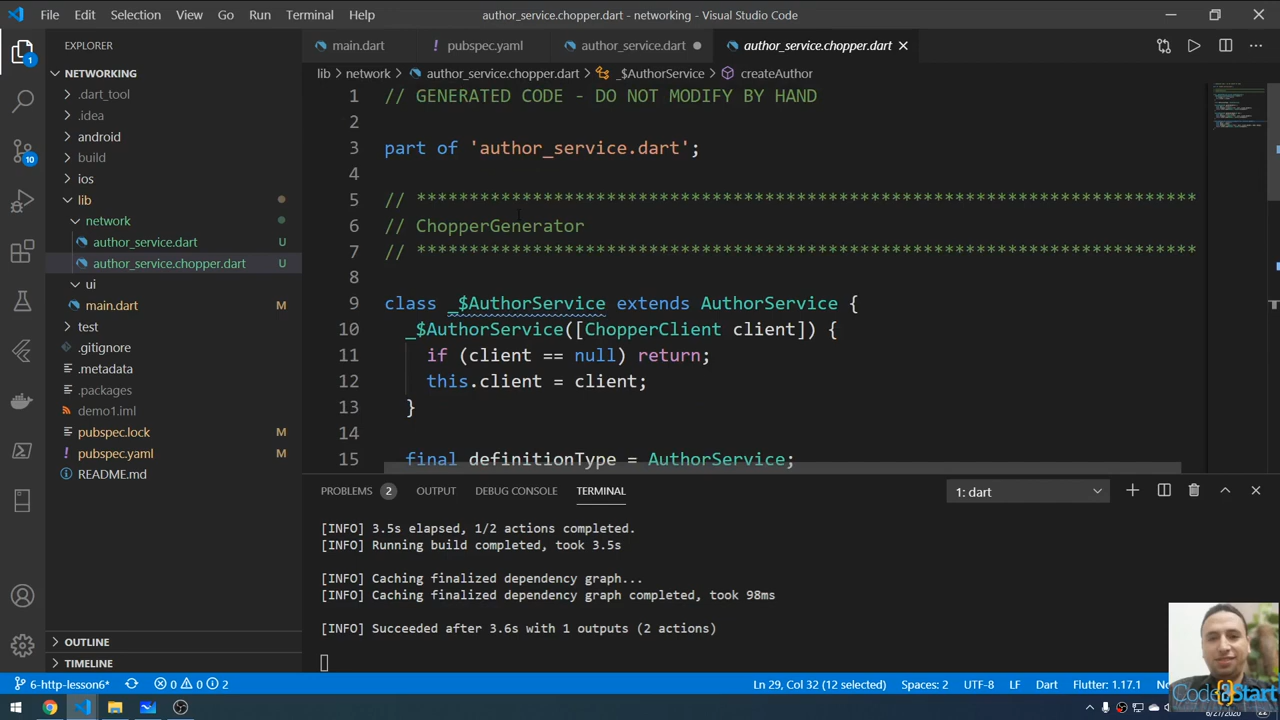 File Edit Selection View Go Run Terminal Help
author_service.chopper.dart - networking - Visual Studio Code
EXPLORER
main.dart
pubspec.yaml
author_service.dart
author_service.chopper.dart
NETWORKING
.dart_tool
.idea
android
build
ios
lib
network
author_service.dart U
author_service.chopper.dart U
ui
main.dart M
test
.gitignore
.metadata
.packages
demo1.iml
pubspec.lock M
pubspec.yaml M
README.md
OUTLINE
TIMELINE
1
10
lib > network > author_service.chopper.dart > _$AuthorService > createAuthor
1 // GENERATED CODE - DO NOT MODIFY BY HAND
2
3 part of 'author_service.dart';
4
5 // **************************************************************************
6 // ChopperGenerator
7 // **************************************************************************
8
9 class _$AuthorService extends AuthorService {
10 _$AuthorService([ChopperClient client]) {
11 if (client == null) return;
12 this.client = client;
13 }
14
15 final definitionType = AuthorService;
PROBLEMS 2 OUTPUT DEBUG CONSOLE TERMINAL
1: dart
[INFO] 3.5s elapsed, 1/2 actions completed.
[INFO] Running build completed, took 3.5s
[INFO] Caching finalized dependency graph...
[INFO] Caching finalized dependency graph completed, took 98ms
[INFO] Succeeded after 3.6s with 1 outputs (2 actions)
6-http-lesson6* 0 0 2
Ln 29, Col 32 (12 selected) Spaces: 2 UTF-8 LF Dart Flutter: 1.17.1
Code2Start
6/27/2020